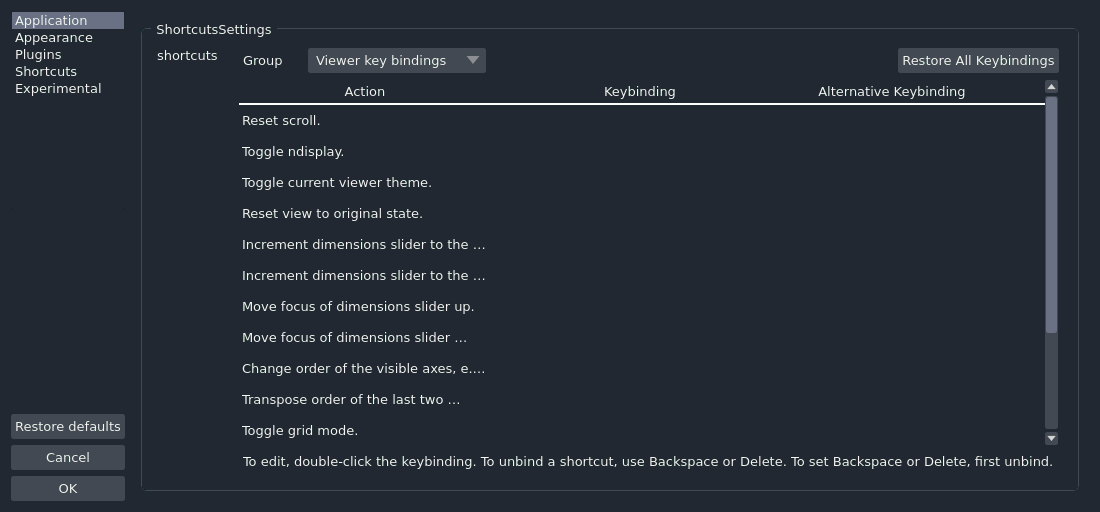 Application
Appearance
Plugins
Shortcuts
Experimental
ShortcutsSettings
shortcuts
Group
Viewer key bindings
Restore All Keybindings
Action Keybinding Alternative Keybinding
Reset scroll.
Toggle ndisplay.
Toggle current viewer theme.
Reset view to original state.
Increment dimensions slider to the ...
Increment dimensions slider to the ...
Move focus of dimensions slider up.
Move focus of dimensions slider ...
Change order of the visible axes, e....
Transpose order of the last two ...
Toggle grid mode.
To edit, double-click the keybinding. To unbind a shortcut, use Backspace or Delete. To set Backspace or Delete, first unbind.
Restore defaults
Cancel
OK